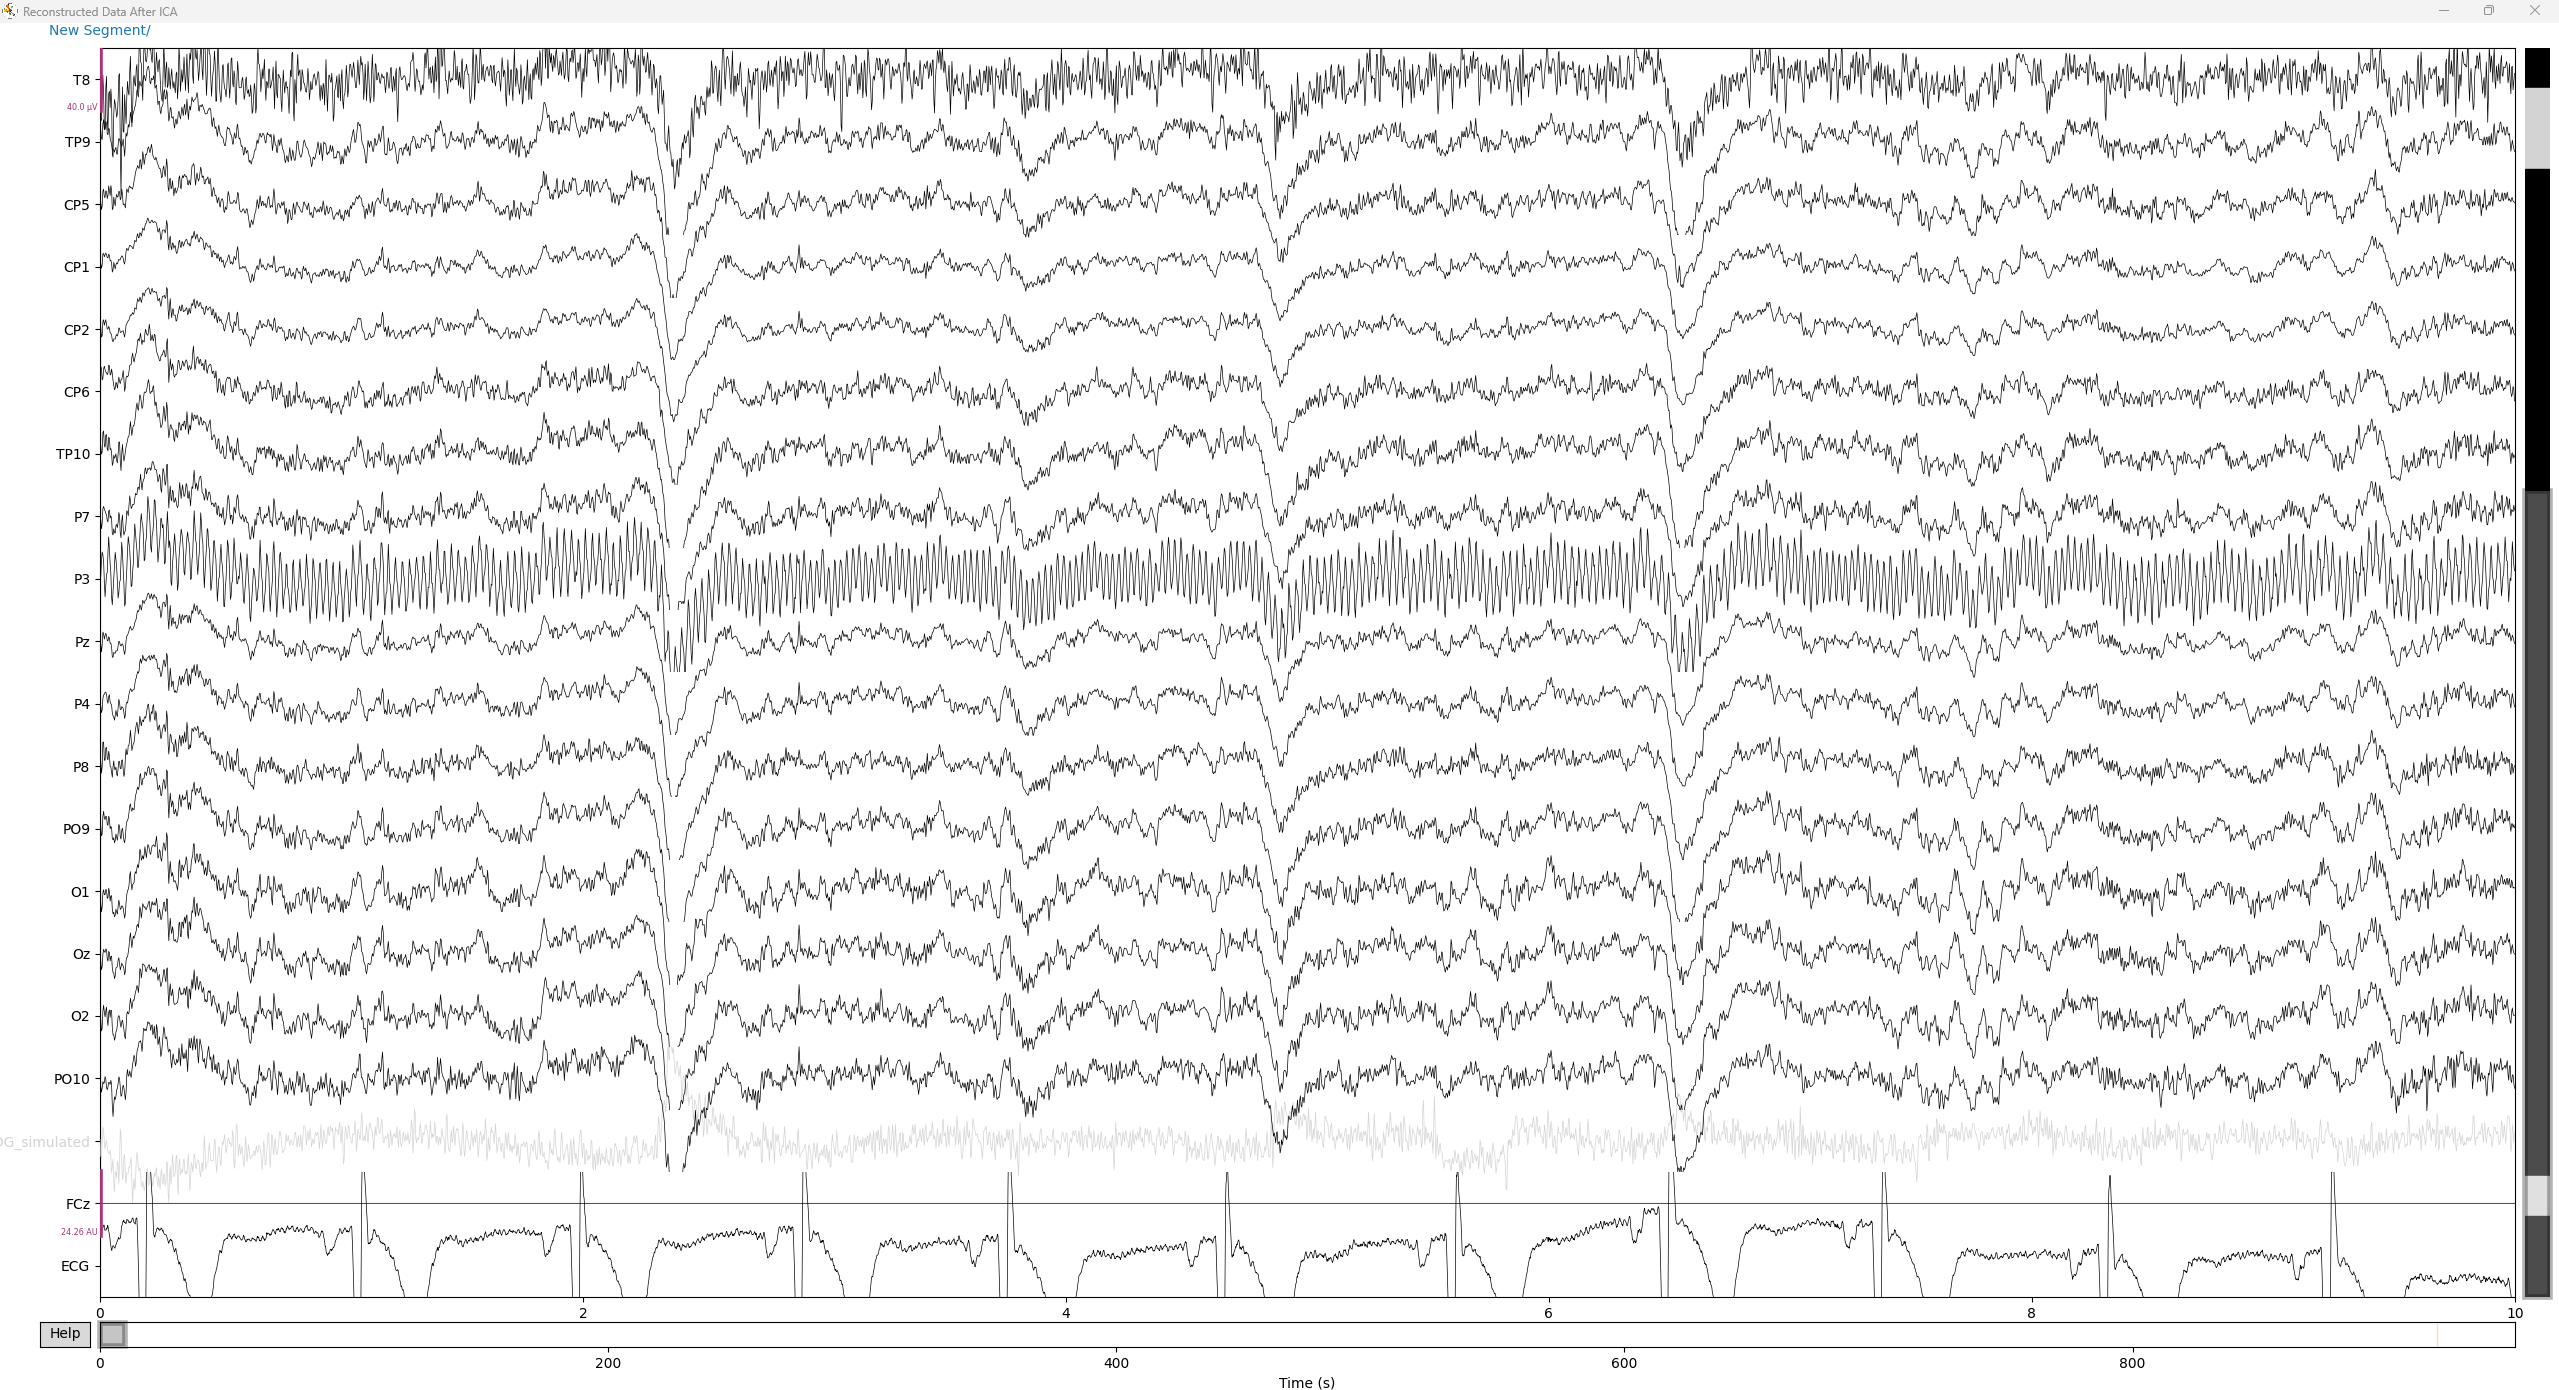 Reconstructed Data After ICA
New Segment/
T8
40.0 µV
TP9
CP5
CP1
CP2
CP6
TP10
P7
P3
Pz
P4
P8
PO9
O1
Oz
O2
PO10
OG_simulated
FCz
24.26 AU
ECG
0 2 4 6 8 10
Help
0 200 400 600 800
Time (s)